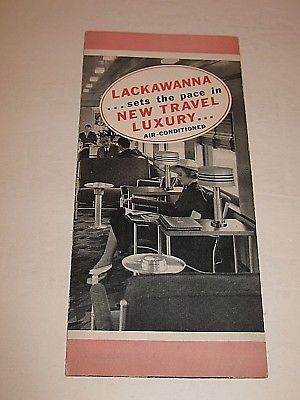 LACKAWANNA
...sets the pace in
NEW TRAVEL
LUXURY...
AIR-CONDITIONED